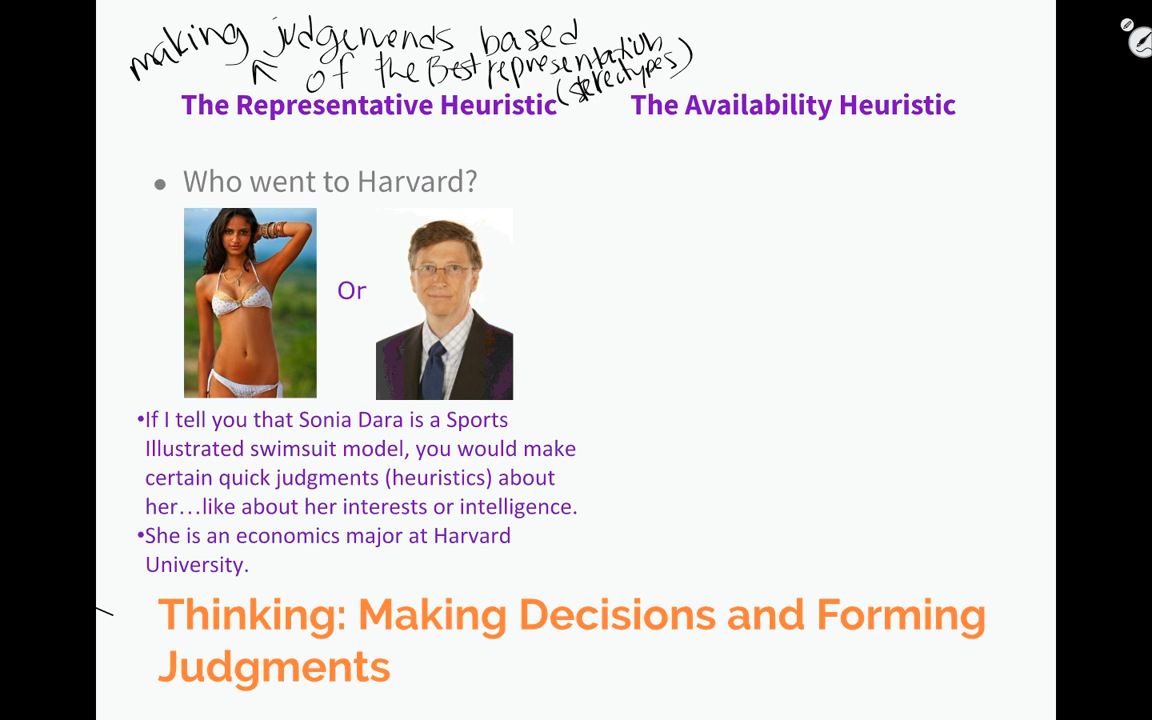 making judgements based
of the Best representation
(stereotypes)
The Representative Heuristic
The Availability Heuristic
• Who went to Harvard?
Or
•If I tell you that Sonia Dara is a Sports
Illustrated swimsuit model, you would make
certain quick judgments (heuristics) about
her…like about her interests or intelligence.
•She is an economics major at Harvard
University.
Thinking: Making Decisions and Forming
Judgments